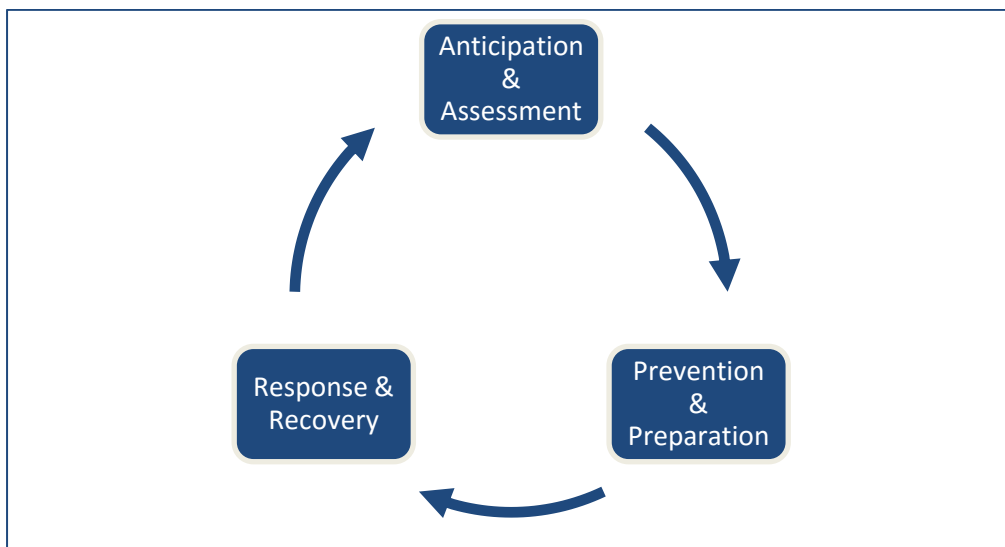 Anticipation
&
Assessment
Response &
Recovery
Prevention
&
Preparation